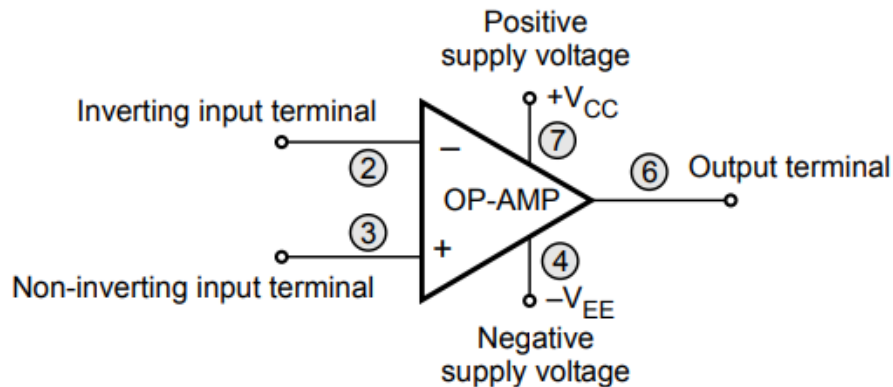 Positive
supply voltage
+VCC
Inverting input terminal
7
–
2
6
Output terminal
OP-AMP
3
+
4
Non-inverting input terminal
–VEE
Negative
supply voltage